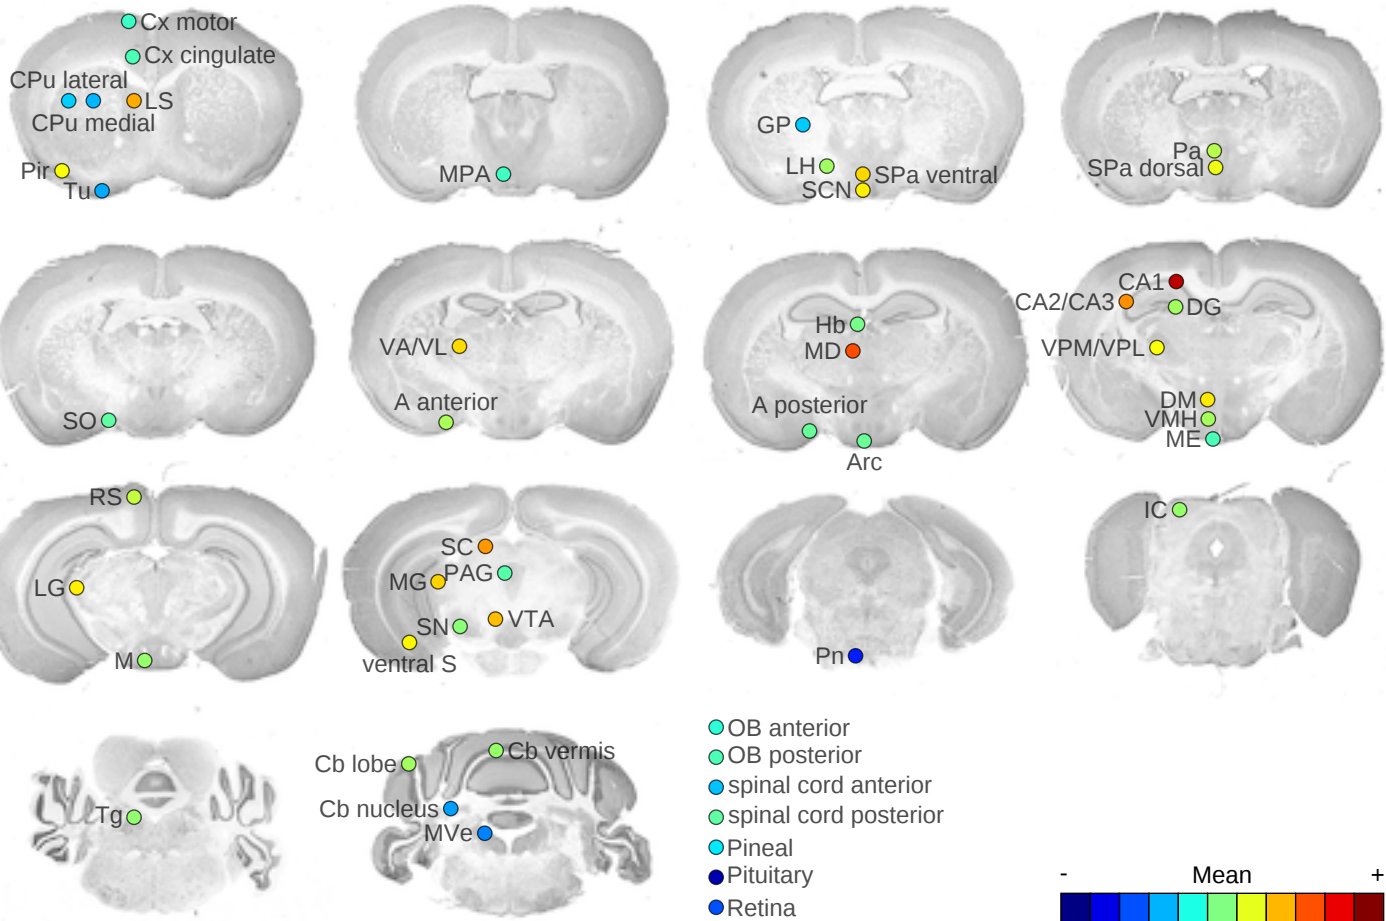 Cx motor
Cx cingulate
CPu lateral
LS
CPu medial
Pir
Tu
MPA
GP
LH
SPa ventral
SCN
Pa
SPa dorsal
SO
VA/VL
A anterior
Hb
MD
A posterior
Arc
CA1
CA2/CA3
DG
VPM/VPL
DM
VMH
ME
RS
LG
M
SC
MG
PAG
SN
VTA
ventral S
Pn
IC
Tg
Cb lobe
Cb vermis
Cb nucleus
MVe
OB anterior
OB posterior
spinal cord anterior
spinal cord posterior
Pineal
Pituitary
Retina
- Mean +